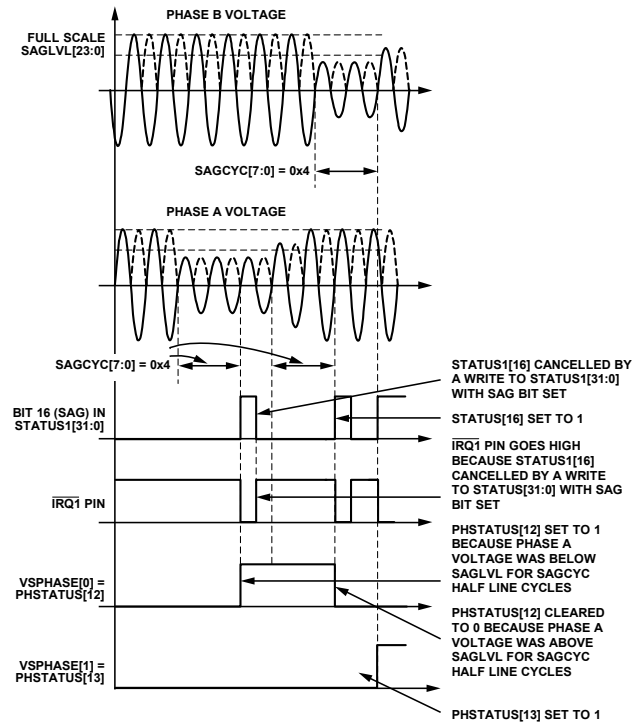 PHASE B VOLTAGE
FULL SCALE
SAGLVL[23:0]
SAGCYC[7:0] = 0x4
PHASE A VOLTAGE
SAGCYC[7:0] = 0x4
BIT 16 (SAG) IN
STATUS1[31:0]
IRQ1 PIN
VSPHASE[0] =
PHSTATUS[12]
VSPHASE[1] =
PHSTATUS[13]
STATUS1[16] CANCELLED BY
A WRITE TO STATUS1[31:0]
WITH SAG BIT SET
STATUS[16] SET TO 1
IRQ1 PIN GOES HIGH
BECAUSE STATUS1[16]
CANCELLED BY A WRITE
TO STATUS[31:0] WITH SAG
BIT SET
PHSTATUS[12] SET TO 1
BECAUSE PHASE A
VOLTAGE WAS BELOW
SAGLVL FOR SAGCYC
HALF LINE CYCLES
PHSTATUS[12] CLEARED
TO 0 BECAUSE PHASE A
VOLTAGE WAS ABOVE
SAGLVL FOR SAGCYC
HALF LINE CYCLES
PHSTATUS[13] SET TO 1